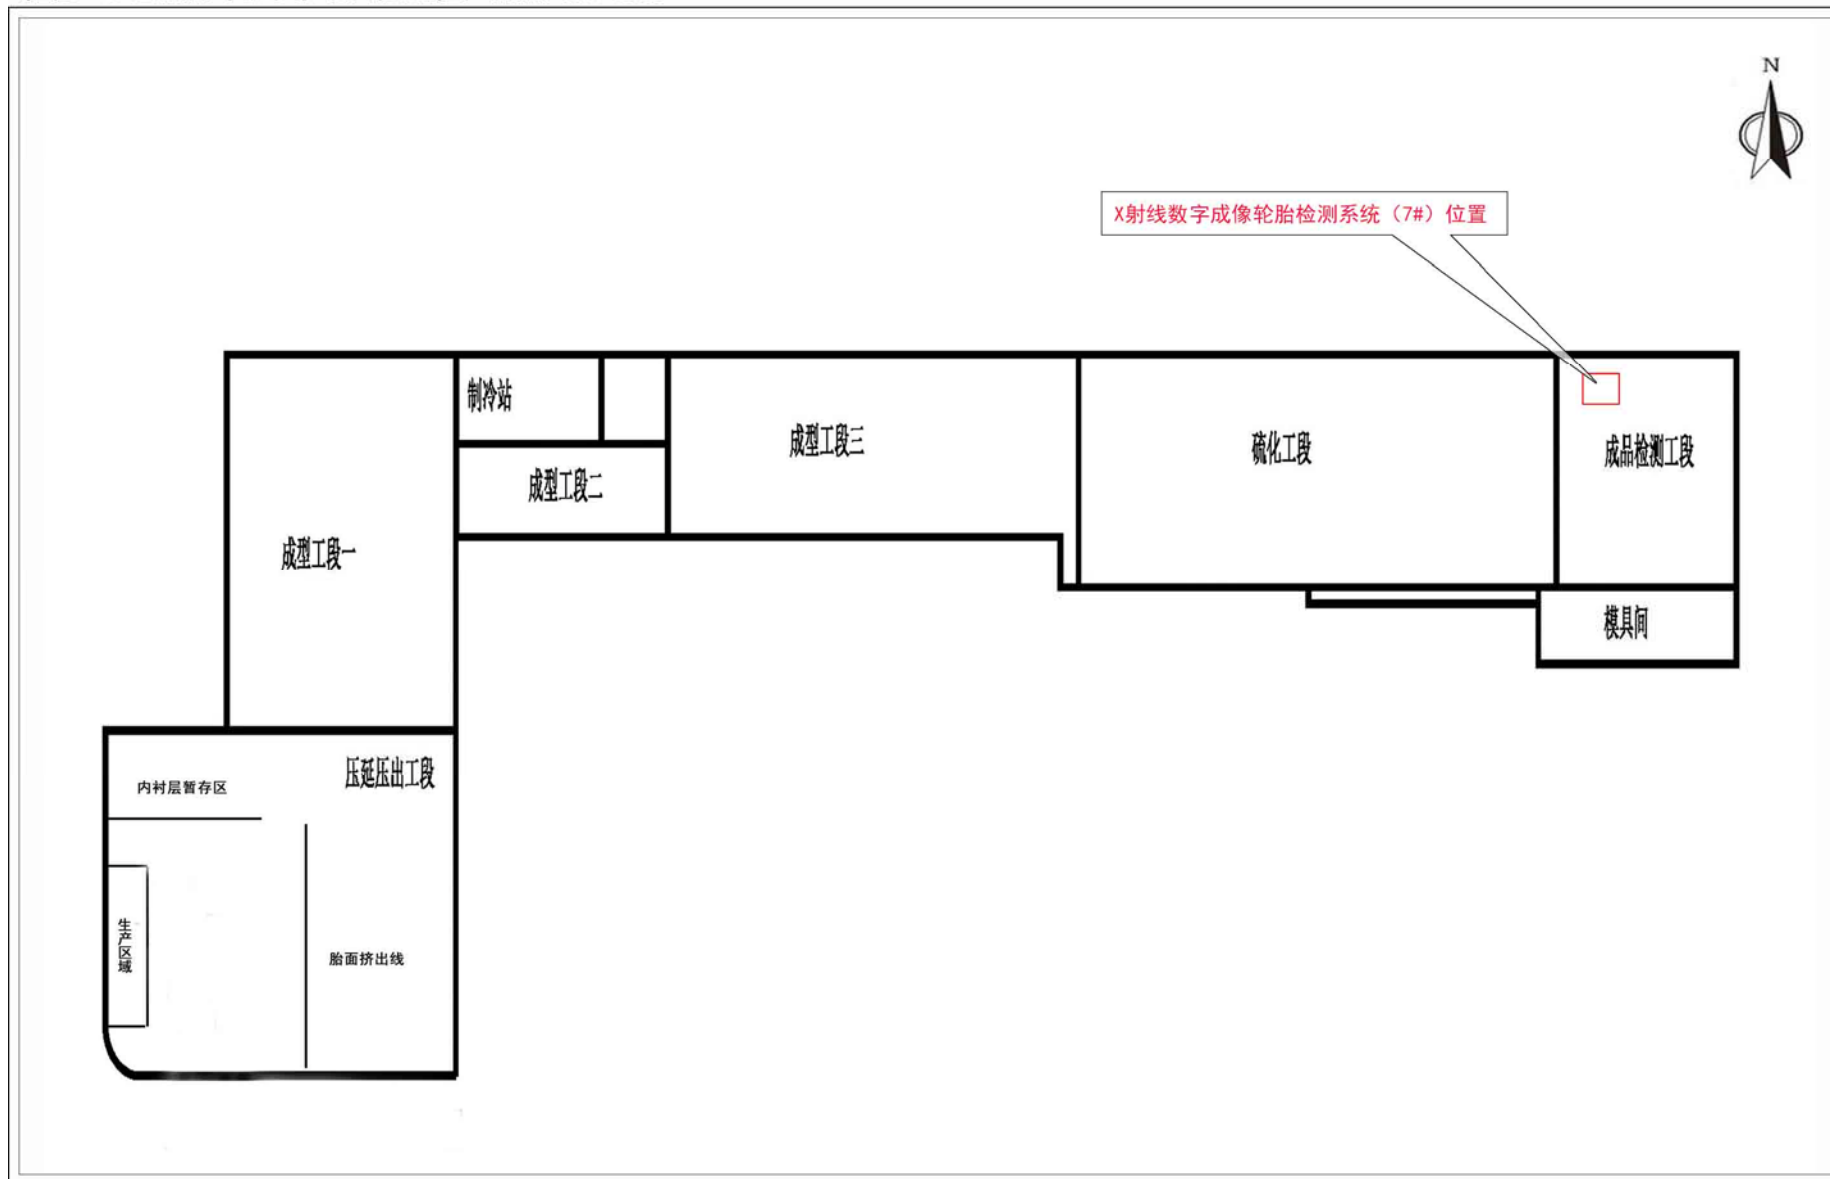 N
X射线数字成像轮胎检测系统（7#）位置
制冷站
成型工段三
硫化工段
成品检测工段
成型工段二
成型工段一
模具间
压延压出工段
内衬层暂存区
生产区域
胎面挤出线